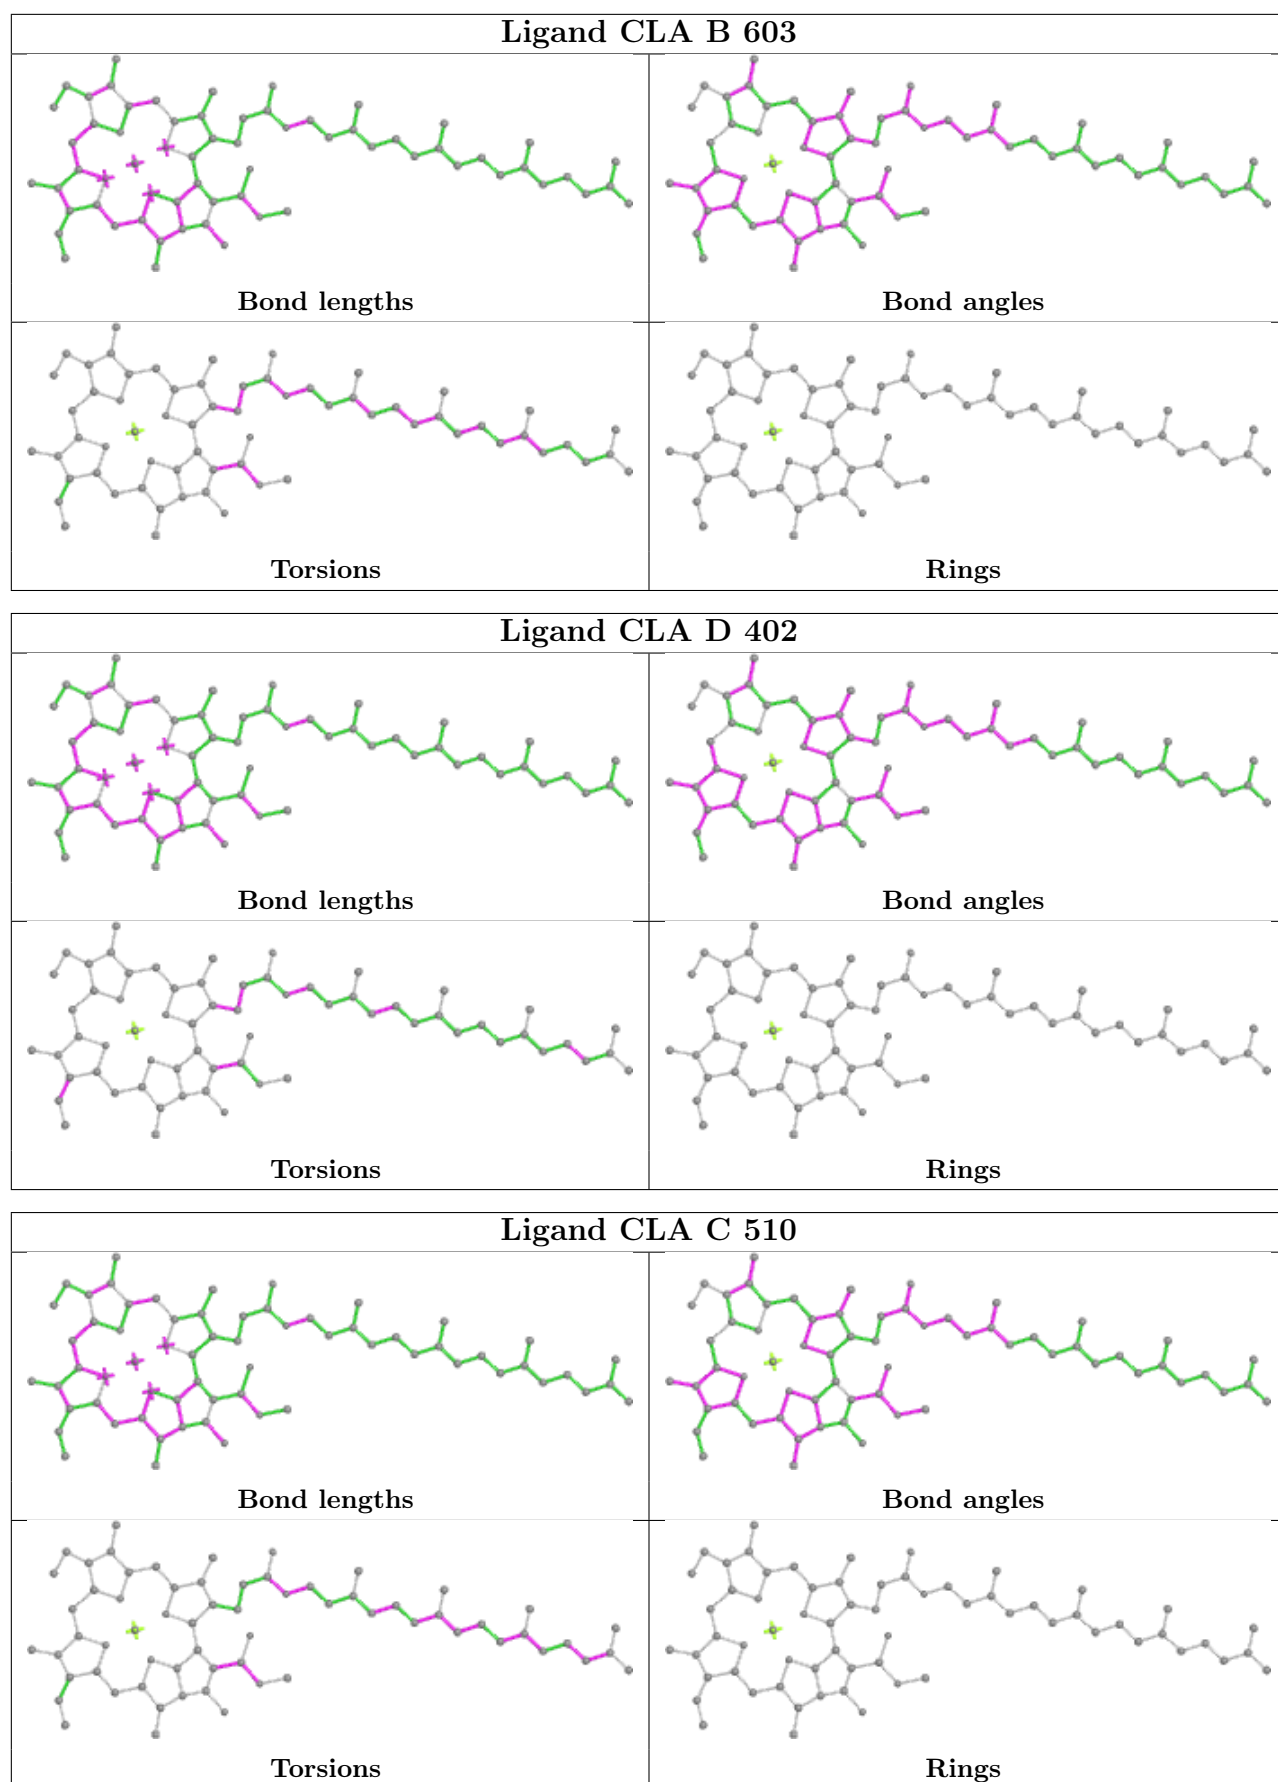 Ligand CLA B 603
Bond lengths
Bond angles
Torsions
Rings
Ligand CLA D 402
Bond lengths
Bond angles
Torsions
Rings
Ligand CLA C 510
Bond lengths
Bond angles
Torsions
Rings